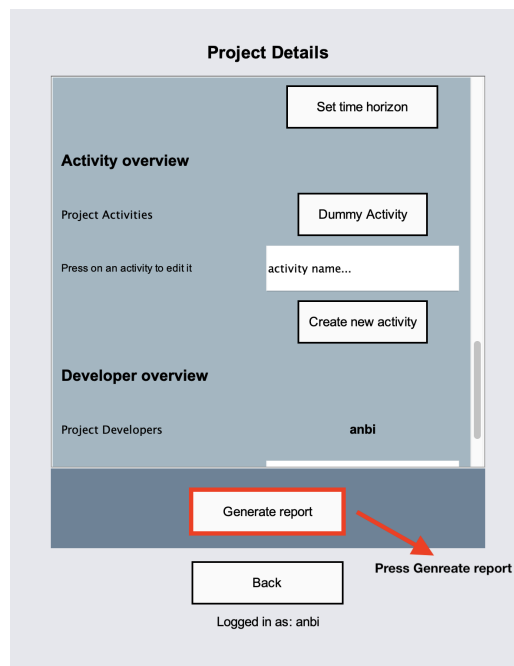 Project Details
Set time horizon
Activity overview
Project Activities
Dummy Activity
Press on an activity to edit it
activity name...
Create new activity
Developer overview
Project Developers
anbi
Generate report
Press Genreate report
Back
Logged in as: anbi